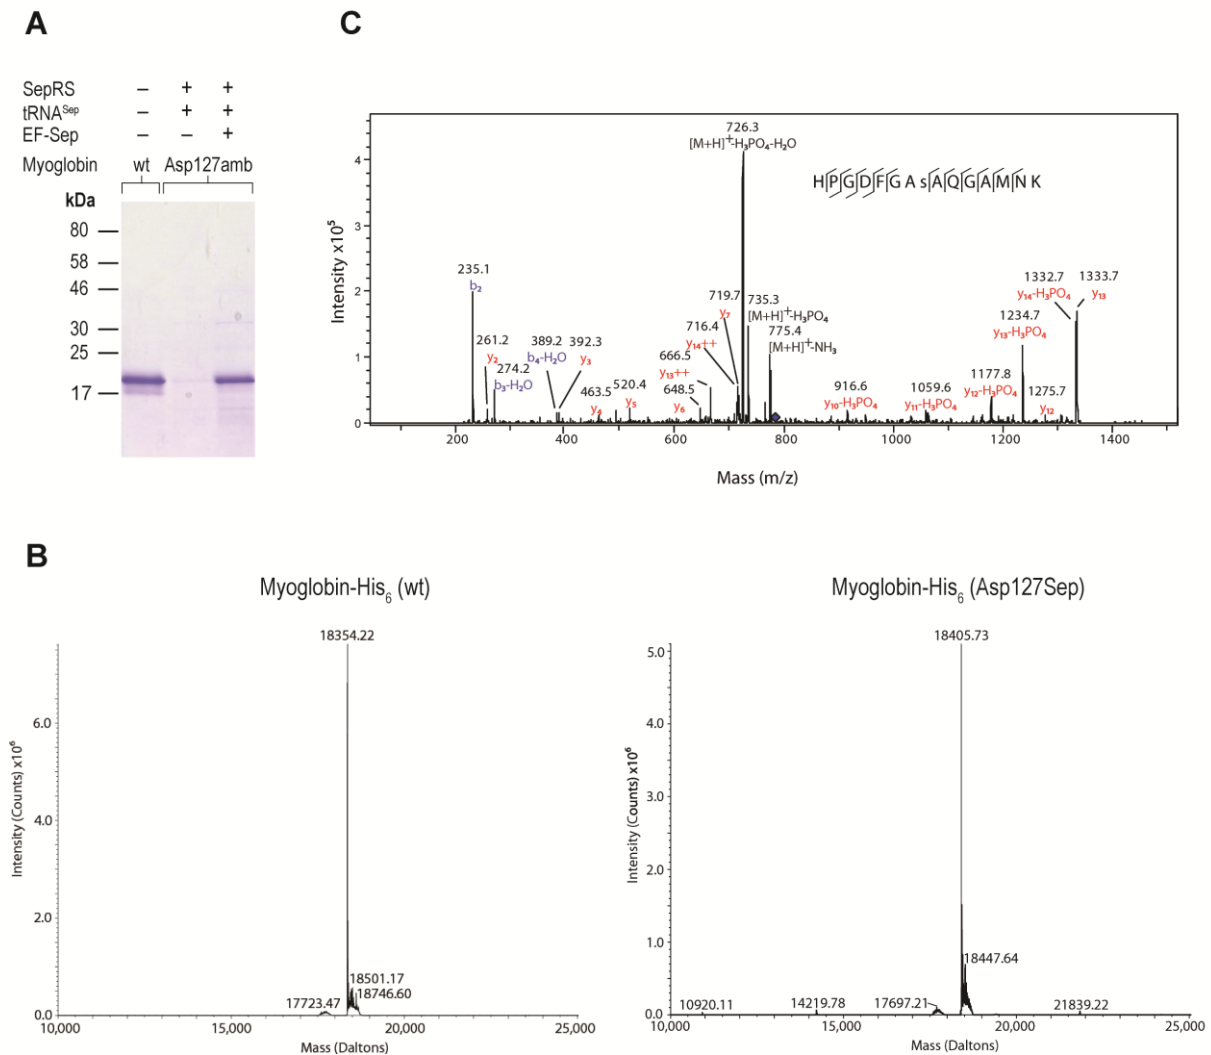 A
SepRS – + +
tRNA^Sep – + +
EF-Sep – – +
Myoglobin wt Asp127amb
kDa
80
58
46
30
25
17
C
Intensity x10⁵
4
3
2
1
0
726.3
[M+H]⁺-H₃PO₄-H₂O
HPGDFGAsAQGAMNK
235.1
b₂
261.2
y₂
274.2
b₃-H₂O
389.2
b₄-H₂O
392.3
y₃
463.5
y₄
520.4
y₅
648.5
y₆
666.5
y₁₃++
716.4
y₁₄++
719.7
y₇
735.3
[M+H]⁺-H₃PO₄
775.4
[M+H]⁺-NH₃
916.6
y₁₀-H₃PO₄
1059.6
y₁₁-H₃PO₄
1177.8
y₁₂-H₃PO₄
1234.7
y₁₃-H₃PO₄
1275.7
y₁₂
1332.7
y₁₄-H₃PO₄
1333.7
y₁₃
200 400 600 800 1000 1200 1400
Mass (m/z)
B
Myoglobin-His₆ (wt)
18354.22
Intensity (Counts) x10⁶
6.0
4.0
2.0
0.0
17723.47
18501.17
18746.60
10,000 15,000 20,000 25,000
Mass (Daltons)
Myoglobin-His₆ (Asp127Sep)
18405.73
Intensity (Counts) x10⁶
5.0
4.0
3.0
2.0
1.0
0.0
10920.11
14219.78
17697.21
18447.64
21839.22
10,000 15,000 20,000 25,000
Mass (Daltons)